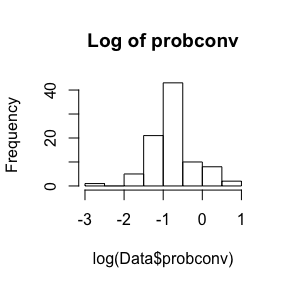 Log of probconv
Frequency
40
20
0
-3 -2 -1 0 1
log(Data$probconv)